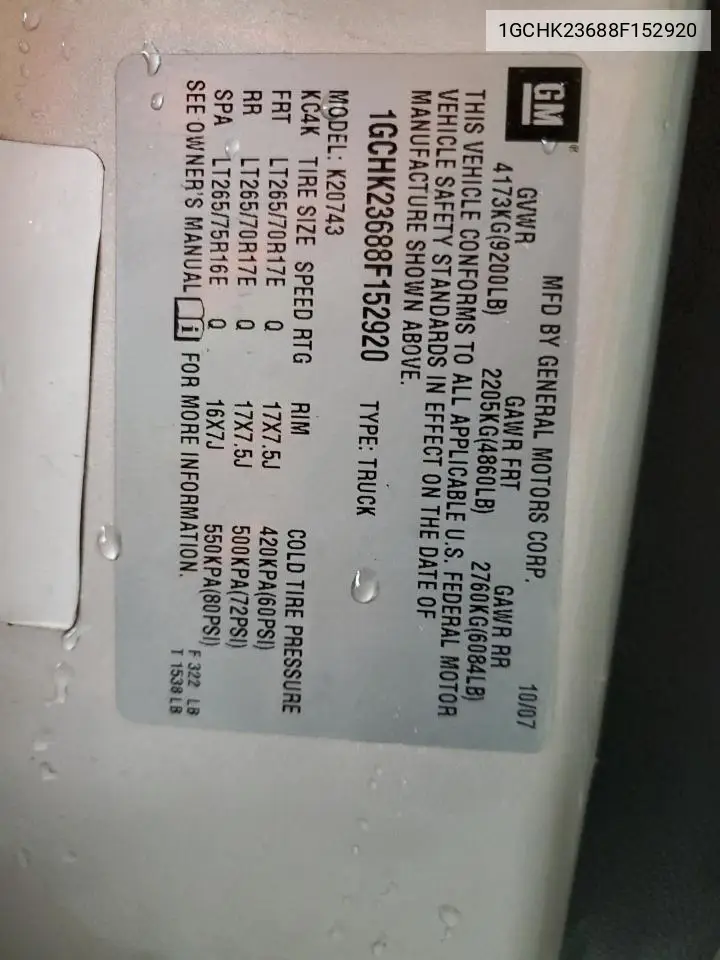 1GCHK23688F152920
GM
MFD BY GENERAL MOTORS CORP. 10/07
GVWR GAWR FRT GAWR RR
4173KG(9200LB) 2205KG(4860LB) 2760KG(6084LB)
THIS VEHICLE CONFORMS TO ALL APPLICABLE U.S. FEDERAL MOTOR
VEHICLE SAFETY STANDARDS IN EFFECT ON THE DATE OF
MANUFACTURE SHOWN ABOVE.
1GCHK23688F152920 TYPE: TRUCK
MODEL: K20743
KC4K TIRE SIZE SPEED RTG RIM COLD TIRE PRESSURE
FRT LT265/70R17E Q 17X7.5J 420KPA(60PSI)
RR LT265/70R17E Q 17X7.5J 500KPA(72PSI)
SPA LT265/75R16E Q 16X7J 550KPA(80PSI)
SEE OWNER'S MANUAL i FOR MORE INFORMATION.
F 322 LB
T 1538 LB